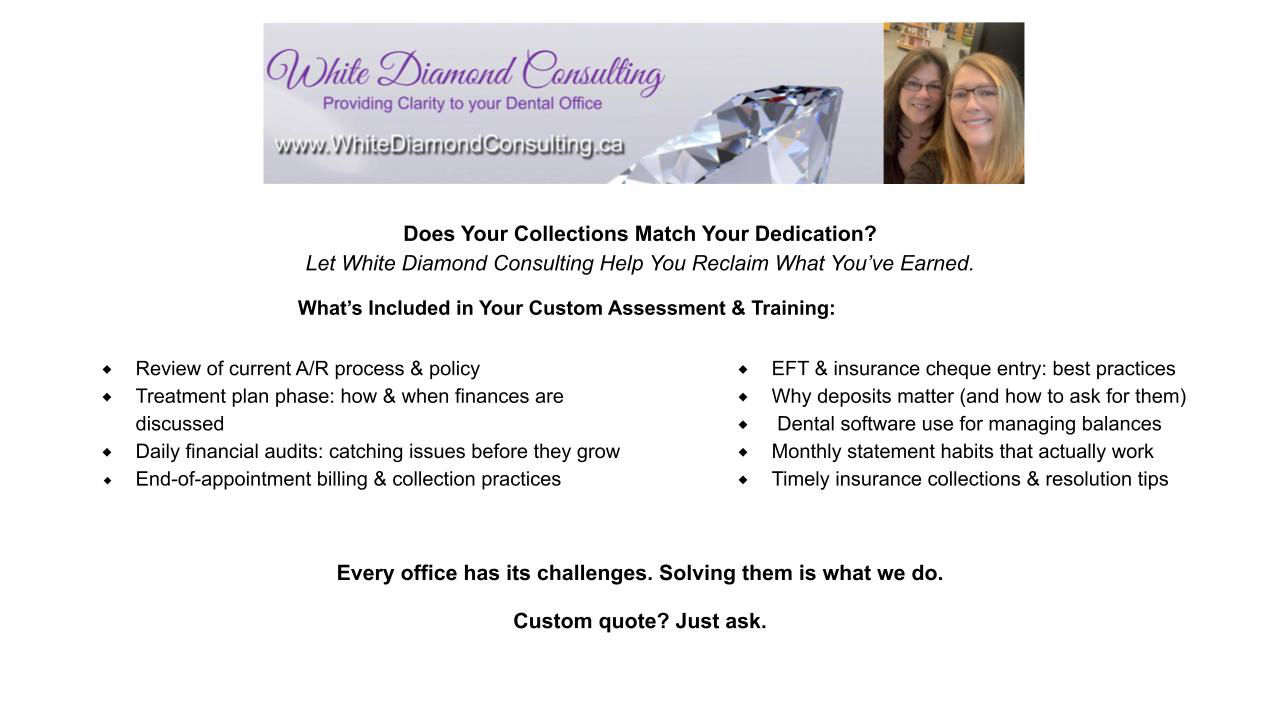 White Diamond Consulting
Providing Clarity to your Dental Office
www.WhiteDiamondConsulting.ca
Does Your Collections Match Your Dedication?
Let White Diamond Consulting Help You Reclaim What You’ve Earned.
What’s Included in Your Custom Assessment & Training:
◆ Review of current A/R process & policy
◆ Treatment plan phase: how & when finances are
discussed
◆ Daily financial audits: catching issues before they grow
◆ End-of-appointment billing & collection practices
◆ EFT & insurance cheque entry: best practices
◆ Why deposits matter (and how to ask for them)
◆ Dental software use for managing balances
◆ Monthly statement habits that actually work
◆ Timely insurance collections & resolution tips
Every office has its challenges. Solving them is what we do.
Custom quote? Just ask.